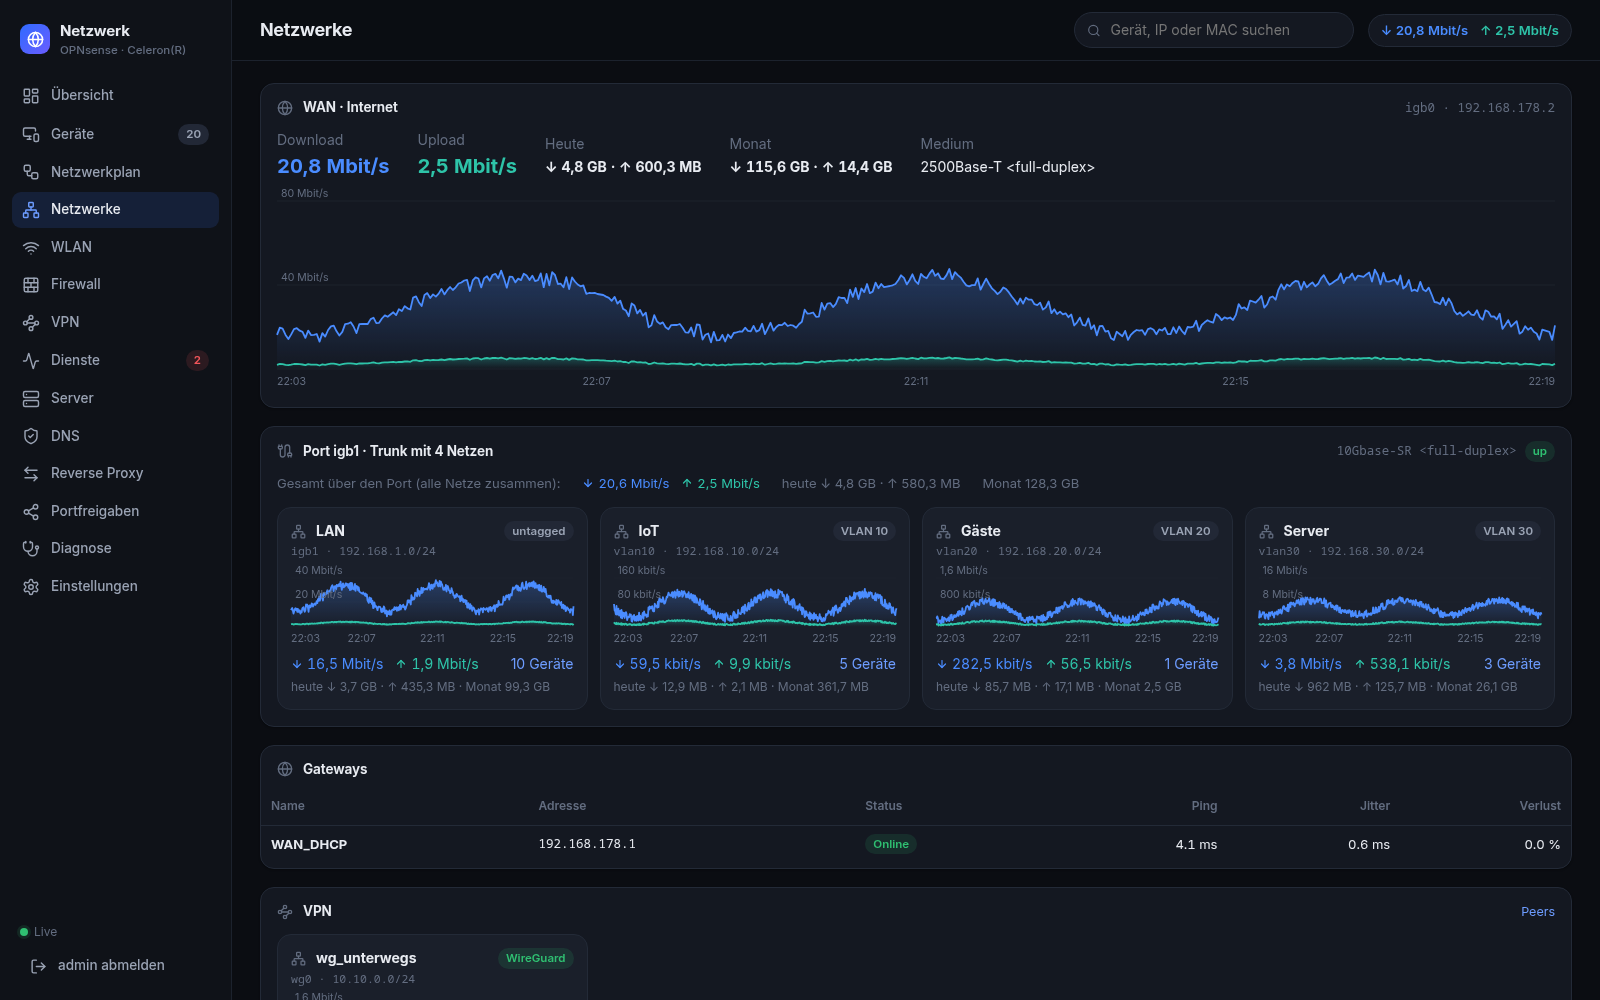 Netzwerk
OPNsense · Celeron(R)
Übersicht
Geräte 20
Netzwerkplan
Netzwerke
WLAN
Firewall
VPN
Dienste 2
Server
DNS
Reverse Proxy
Portfreigaben
Diagnose
Einstellungen
Live
admin abmelden
Netzwerke
Gerät, IP oder MAC suchen
↓ 20,8 Mbit/s ↑ 2,5 Mbit/s
WAN · Internet
igb0 · 192.168.178.2
Download
20,8 Mbit/s
Upload
2,5 Mbit/s
Heute
↓ 4,8 GB · ↑ 600,3 MB
Monat
↓ 115,6 GB · ↑ 14,4 GB
Medium
2500Base-T <full-duplex>
80 Mbit/s
40 Mbit/s
22:03 22:07 22:11 22:15 22:19
Port igb1 · Trunk mit 4 Netzen
10Gbase-SR <full-duplex> up
Gesamt über den Port (alle Netze zusammen): ↓ 20,6 Mbit/s ↑ 2,5 Mbit/s heute ↓ 4,8 GB · ↑ 580,3 MB Monat 128,3 GB
LAN untagged
igb1 · 192.168.1.0/24
40 Mbit/s
20 Mbit/s
22:03 22:07 22:11 22:15 22:19
↓ 16,5 Mbit/s ↑ 1,9 Mbit/s 10 Geräte
heute ↓ 3,7 GB · ↑ 435,3 MB · Monat 99,3 GB
IoT VLAN 10
vlan10 · 192.168.10.0/24
160 kbit/s
80 kbit/s
22:03 22:07 22:11 22:15 22:19
↓ 59,5 kbit/s ↑ 9,9 kbit/s 5 Geräte
heute ↓ 12,9 MB · ↑ 2,1 MB · Monat 361,7 MB
Gäste VLAN 20
vlan20 · 192.168.20.0/24
1,6 Mbit/s
800 kbit/s
22:03 22:07 22:11 22:15 22:19
↓ 282,5 kbit/s ↑ 56,5 kbit/s 1 Geräte
heute ↓ 85,7 MB · ↑ 17,1 MB · Monat 2,5 GB
Server VLAN 30
vlan30 · 192.168.30.0/24
16 Mbit/s
8 Mbit/s
22:03 22:07 22:11 22:15 22:19
↓ 3,8 Mbit/s ↑ 538,1 kbit/s 3 Geräte
heute ↓ 962 MB · ↑ 125,7 MB · Monat 26,1 GB
Gateways
Name Adresse Status Ping Jitter Verlust
WAN_DHCP 192.168.178.1 Online 4.1 ms 0.6 ms 0.0 %
VPN
Peers
wg_unterwegs WireGuard
wg0 · 10.10.0.0/24
1,6 Mbit/s